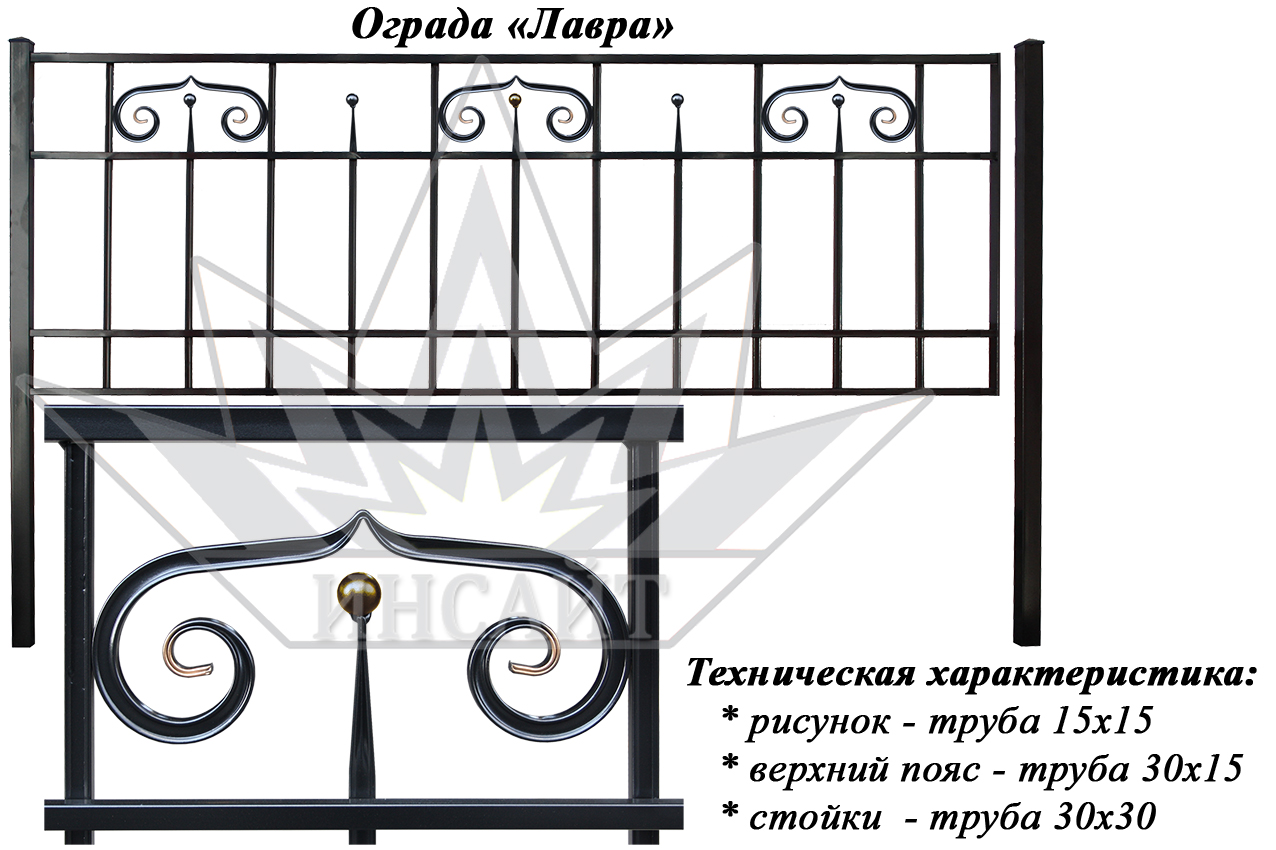 Ограда «Лавра»
ИНСАЙТ
Техническая характеристика:
* рисунок - труба 15х15
* верхний пояс - труба 30х15
* стойки - труба 30х30